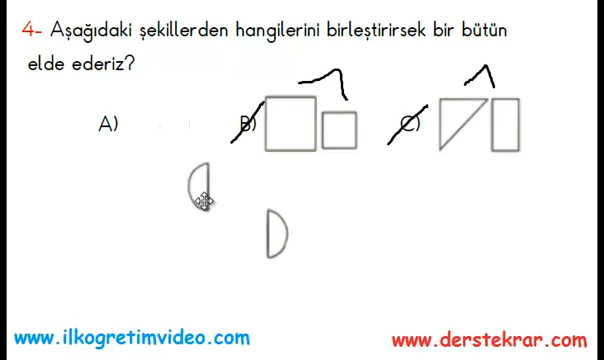 4- Aşağıdaki şekillerden hangilerini birleştirirsek bir bütün
elde ederiz?
A) B) C)
www.ilkogretimvideo.com www.derstekrar.com